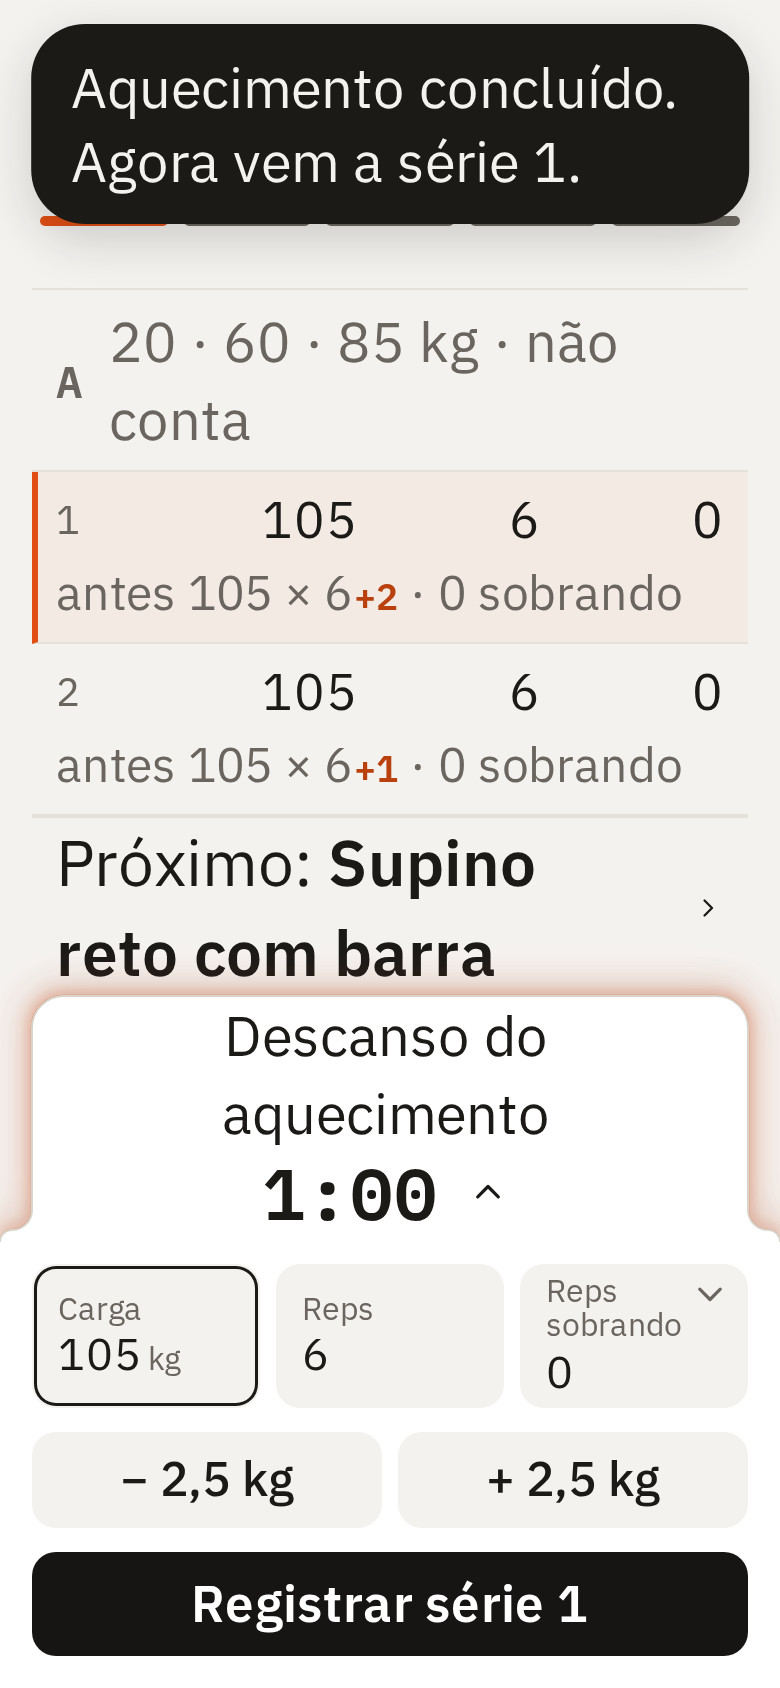 Aquecimento concluído.
Agora vem a série 1.
A
20 · 60 · 85 kg · não
conta
1 105 6 0
antes 105 × 6+2 · 0 sobrando
2 105 6 0
antes 105 × 6+1 · 0 sobrando
Próximo: Supino
reto com barra
Descanso do
aquecimento
1:00
Carga
105 kg
Reps
6
Reps
sobrando
0
− 2,5 kg
+ 2,5 kg
Registrar série 1